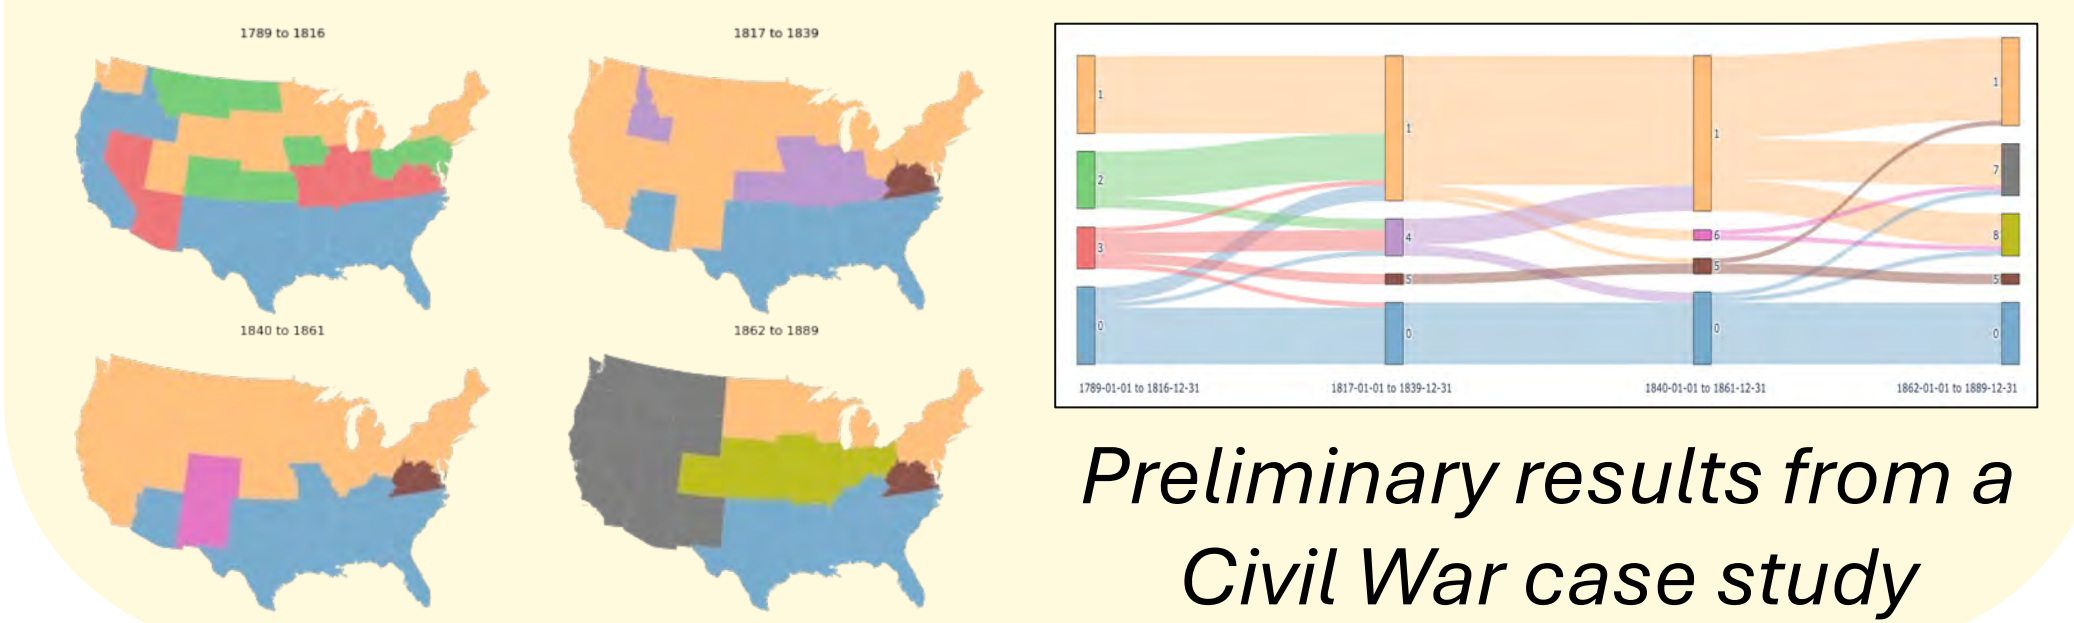 1789 to 1816
1817 to 1839
1840 to 1861
1862 to 1889
1
2
3
0
1
4
5
0
1
6
5
0
1
7
8
5
0
1789-01-01 to 1816-12-31
1817-01-01 to 1839-12-31
1840-01-01 to 1861-12-31
1862-01-01 to 1889-12-31
Preliminary results from a
Civil War case study